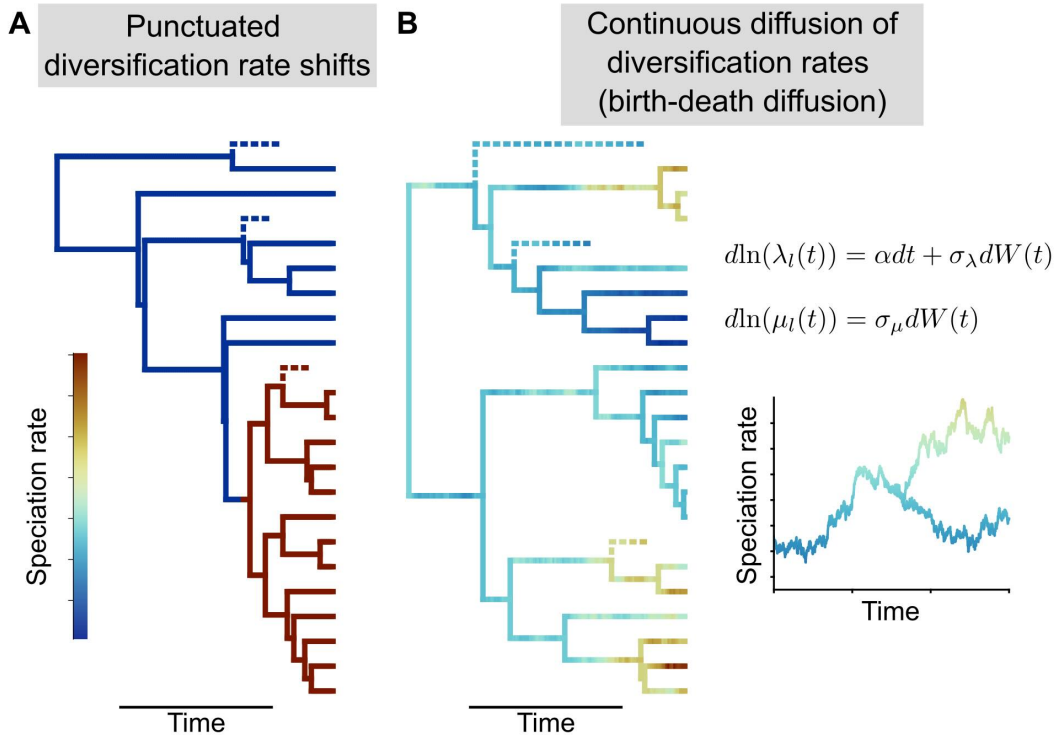 A
Punctuated
diversification rate shifts
B
Continuous diffusion of
diversification rates
(birth-death diffusion)
dln(λ_l(t)) = αdt + σ_λdW(t)
dln(μ_l(t)) = σ_μdW(t)
Speciation rate
Speciation rate
Time
Time
Time